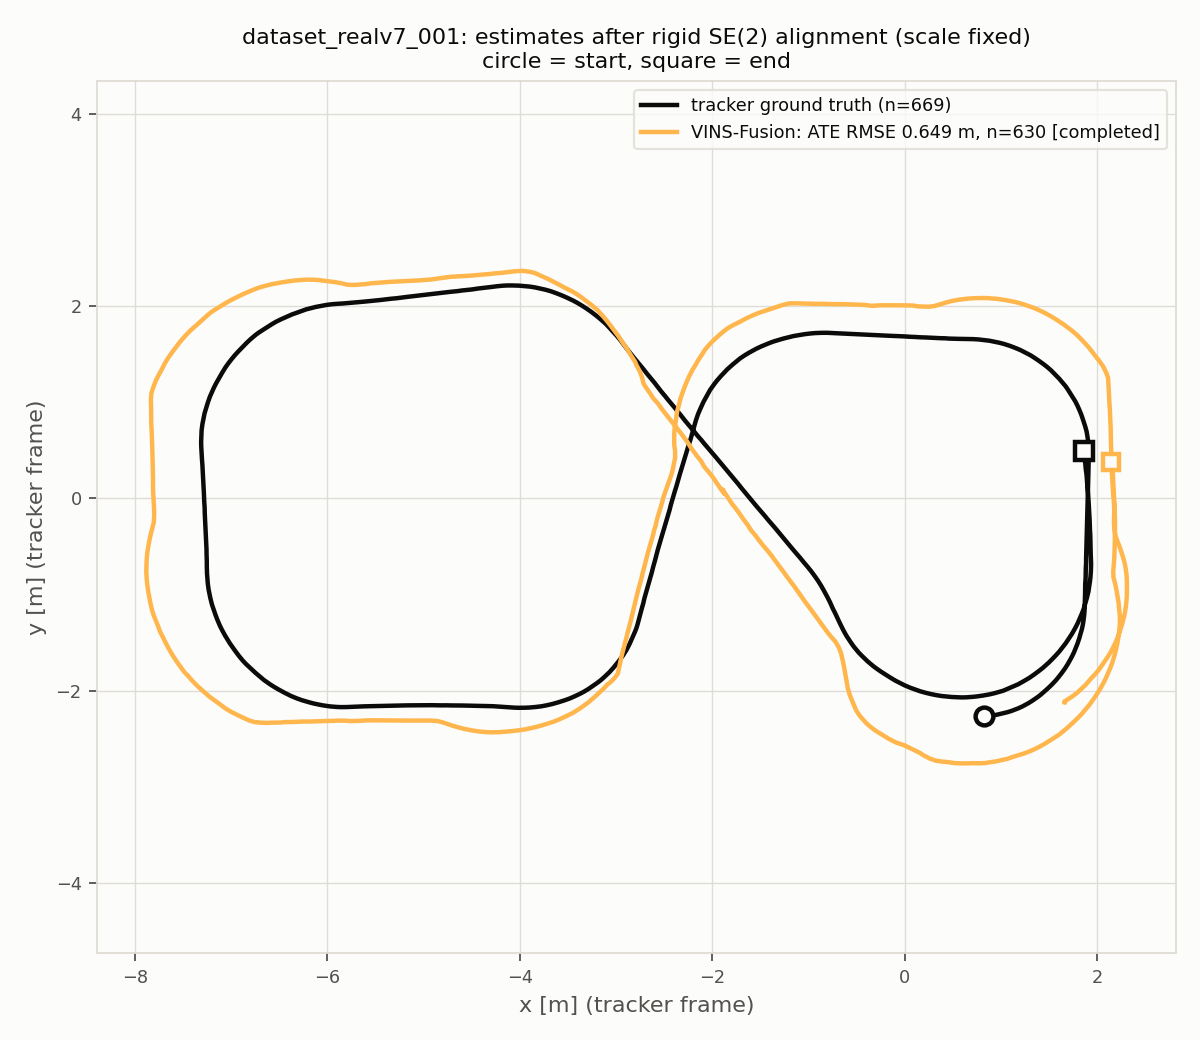 dataset_realv7_001: estimates after rigid SE(2) alignment (scale fixed)
circle = start, square = end
tracker ground truth (n=669)
VINS-Fusion: ATE RMSE 0.649 m, n=630 [completed]
4
2
0
−2
−4
y [m] (tracker frame)
−8
−6
−4
−2
0
2
x [m] (tracker frame)